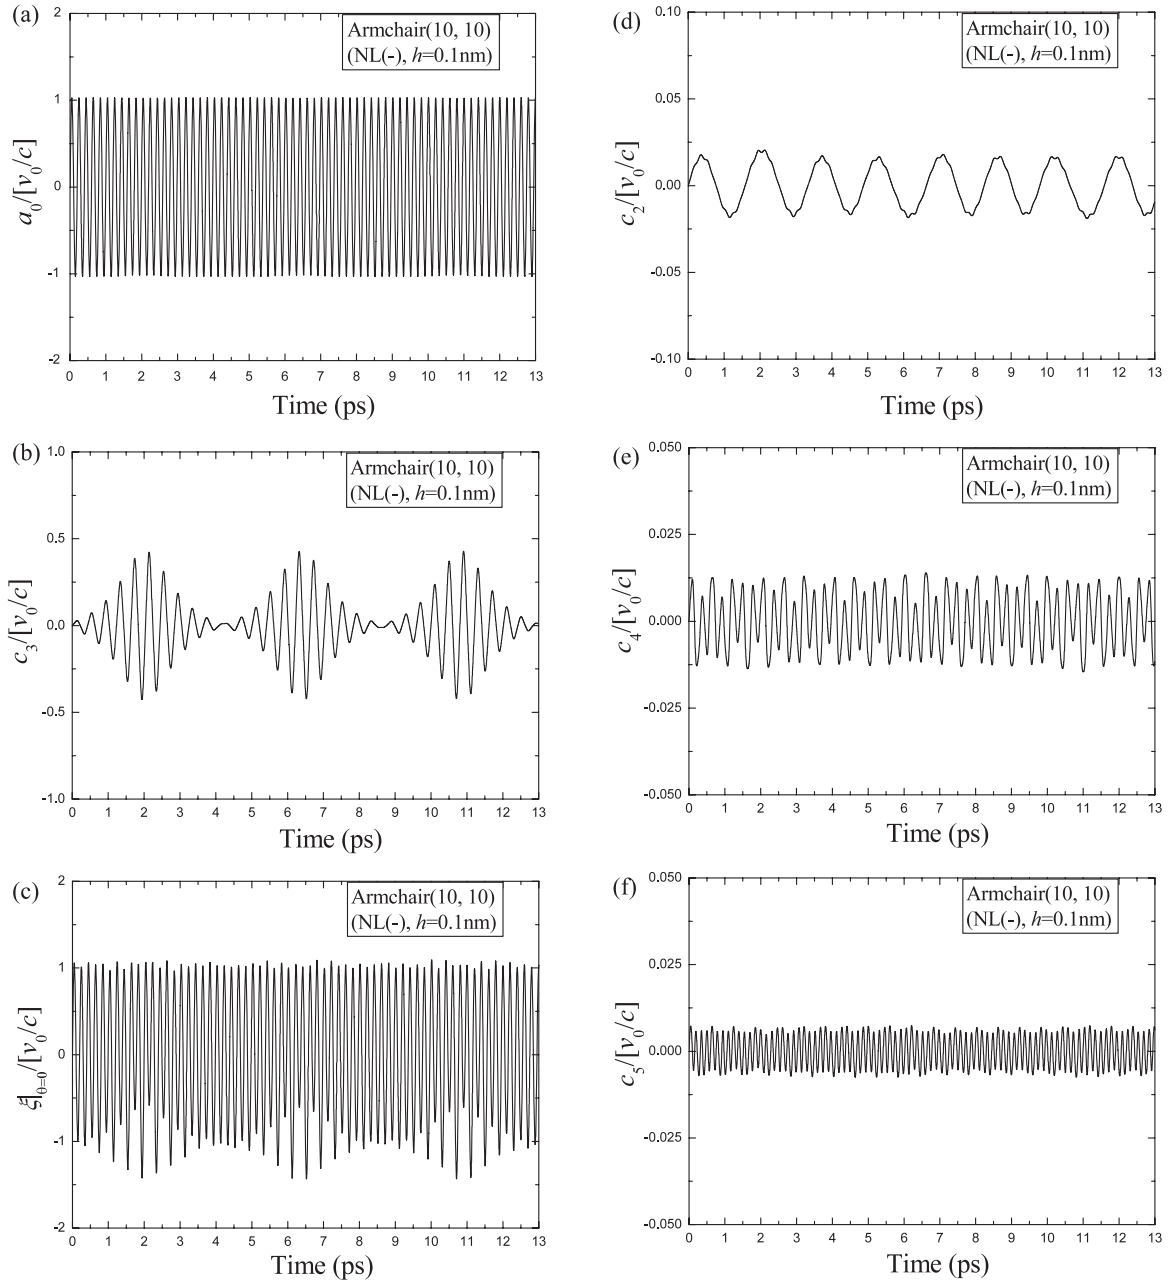 (a)
2
1
0
-1
-2
a0/[v0/c]
Armchair(10, 10)
(NL(-), h=0.1nm)
0 1 2 3 4 5 6 7 8 9 10 11 12 13
Time (ps)
(b)
1.0
0.5
0.0
-0.5
-1.0
c3/[v0/c]
Armchair(10, 10)
(NL(-), h=0.1nm)
0 1 2 3 4 5 6 7 8 9 10 11 12 13
Time (ps)
(c)
2
1
0
-1
-2
ξ|θ=0/[v0/c]
Armchair(10, 10)
(NL(-), h=0.1nm)
0 1 2 3 4 5 6 7 8 9 10 11 12 13
Time (ps)
(d)
0.10
0.05
0.00
-0.05
-0.10
c2/[v0/c]
Armchair(10, 10)
(NL(-), h=0.1nm)
0 1 2 3 4 5 6 7 8 9 10 11 12 13
Time (ps)
(e)
0.050
0.025
0.000
-0.025
-0.050
c4/[v0/c]
Armchair(10, 10)
(NL(-), h=0.1nm)
0 1 2 3 4 5 6 7 8 9 10 11 12 13
Time (ps)
(f)
0.050
0.025
0.000
-0.025
-0.050
c5/[v0/c]
Armchair(10, 10)
(NL(-), h=0.1nm)
0 1 2 3 4 5 6 7 8 9 10 11 12 13
Time (ps)